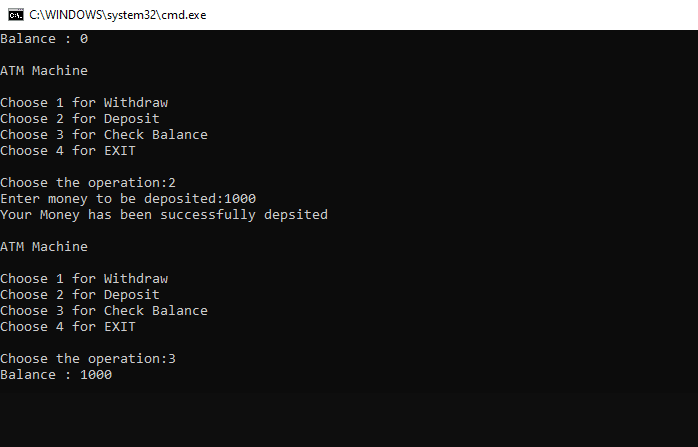 C:\WINDOWS\system32\cmd.exe
Balance : 0
ATM Machine
Choose 1 for Withdraw
Choose 2 for Deposit
Choose 3 for Check Balance
Choose 4 for EXIT
Choose the operation:2
Enter money to be deposited:1000
Your Money has been successfully depsited
ATM Machine
Choose 1 for Withdraw
Choose 2 for Deposit
Choose 3 for Check Balance
Choose 4 for EXIT
Choose the operation:3
Balance : 1000